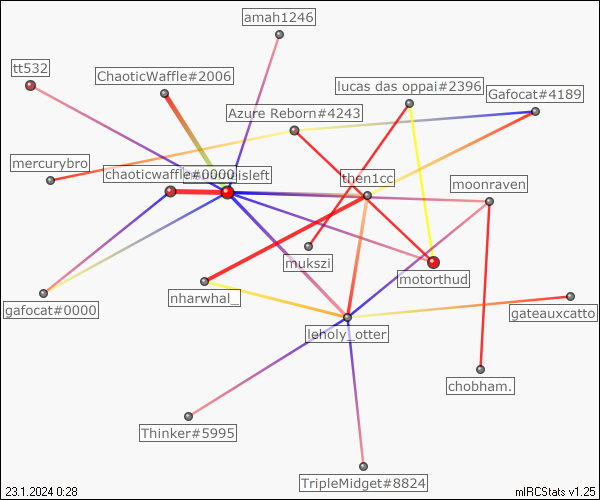 amah1246
tt532
ChaoticWaffle#2006
lucas das oppai#2396
Gafocat#4189
Azure Reborn#4243
mercurybro
chaoticwaffle#0000
isleft
then1cc
moonraven
mukszi
motorthud
nharwhal_
gafocat#0000
gateauxcatto
leholy_otter
chobham.
Thinker#5995
TripleMidget#8824
23.1.2024 0:28
mIRCStats v1.25